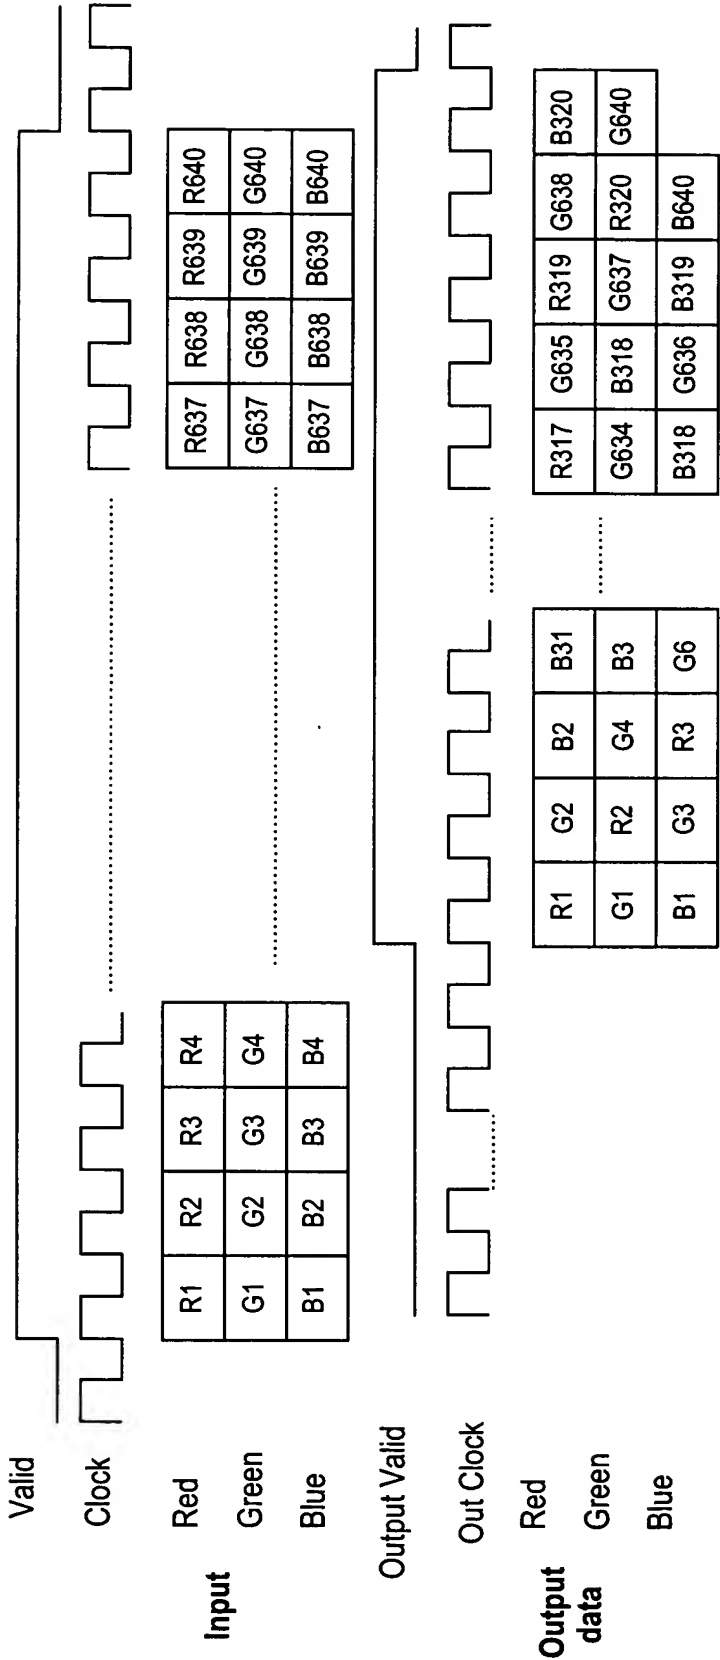 Valid
Clock
Input
Red R1 R2 R3 R4 R637 R638 R639 R640
Green G1 G2 G3 G4 G637 G638 G639 G640
Blue B1 B2 B3 B4 B637 B638 B639 B640
Output Valid
Out Clock
Output data
Red R1 G2 B2 B31 R317 G635 R319 G638 B320
Green G1 R2 G4 B3 G634 B318 G637 R320 G640
Blue B1 G3 R3 G6 B318 G636 B319 B640